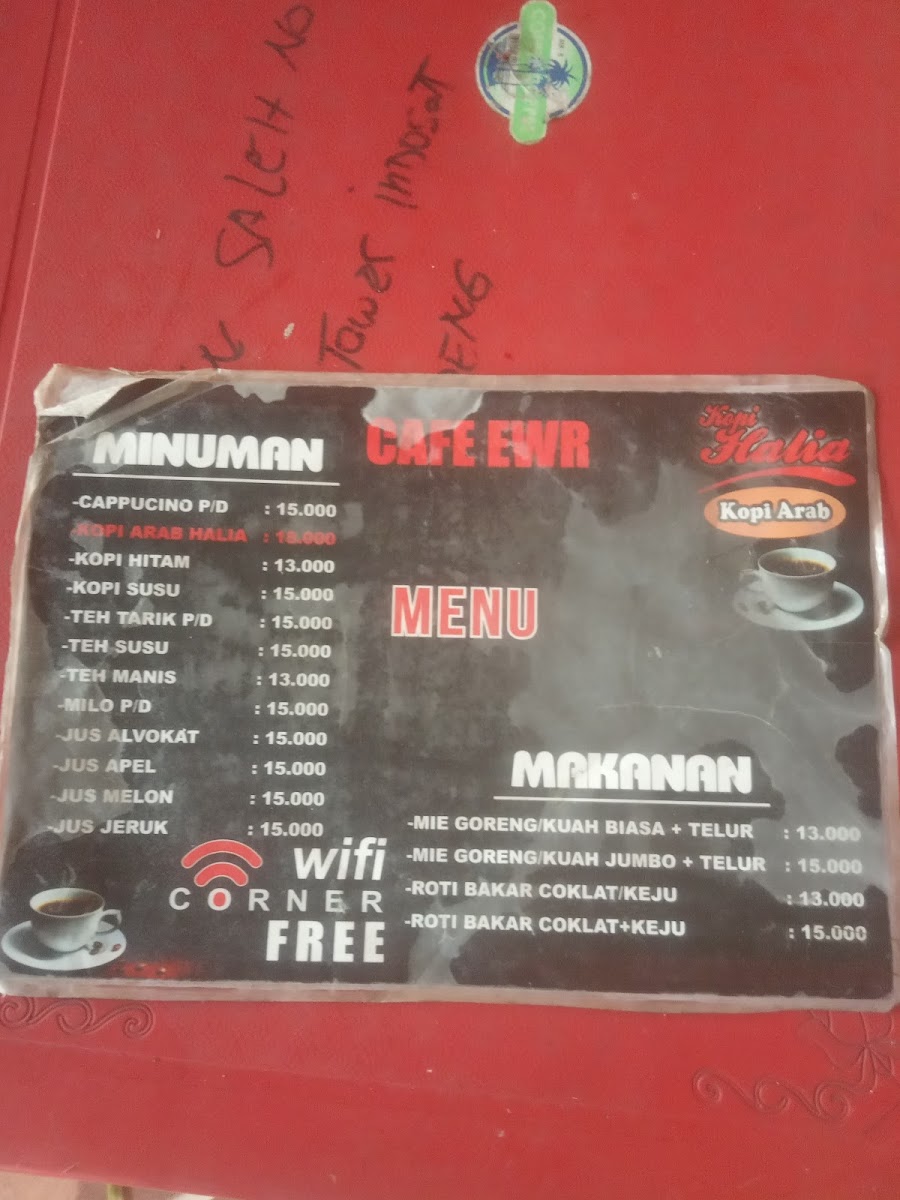 SALEH NO
Tower indosat
CAFE EWR
Kopi
Halia
Kopi Arab
MENU
MINUMAN
-CAPPUCINO P/D : 15.000
-KOPI ARAB HALIA : 15.000
-KOPI HITAM : 13.000
-KOPI SUSU : 15.000
-TEH TARIK P/D : 15.000
-TEH SUSU : 15.000
-TEH MANIS : 13.000
-MILO P/D : 15.000
-JUS ALVOKAT : 15.000
-JUS APEL : 15.000
-JUS MELON : 15.000
-JUS JERUK : 15.000
wifi
CORNER
FREE
MAKANAN
-MIE GORENG/KUAH BIASA + TELUR : 13.000
-MIE GORENG/KUAH JUMBO + TELUR : 15.000
-ROTI BAKAR COKLAT/KEJU : 13.000
-ROTI BAKAR COKLAT+KEJU : 15.000